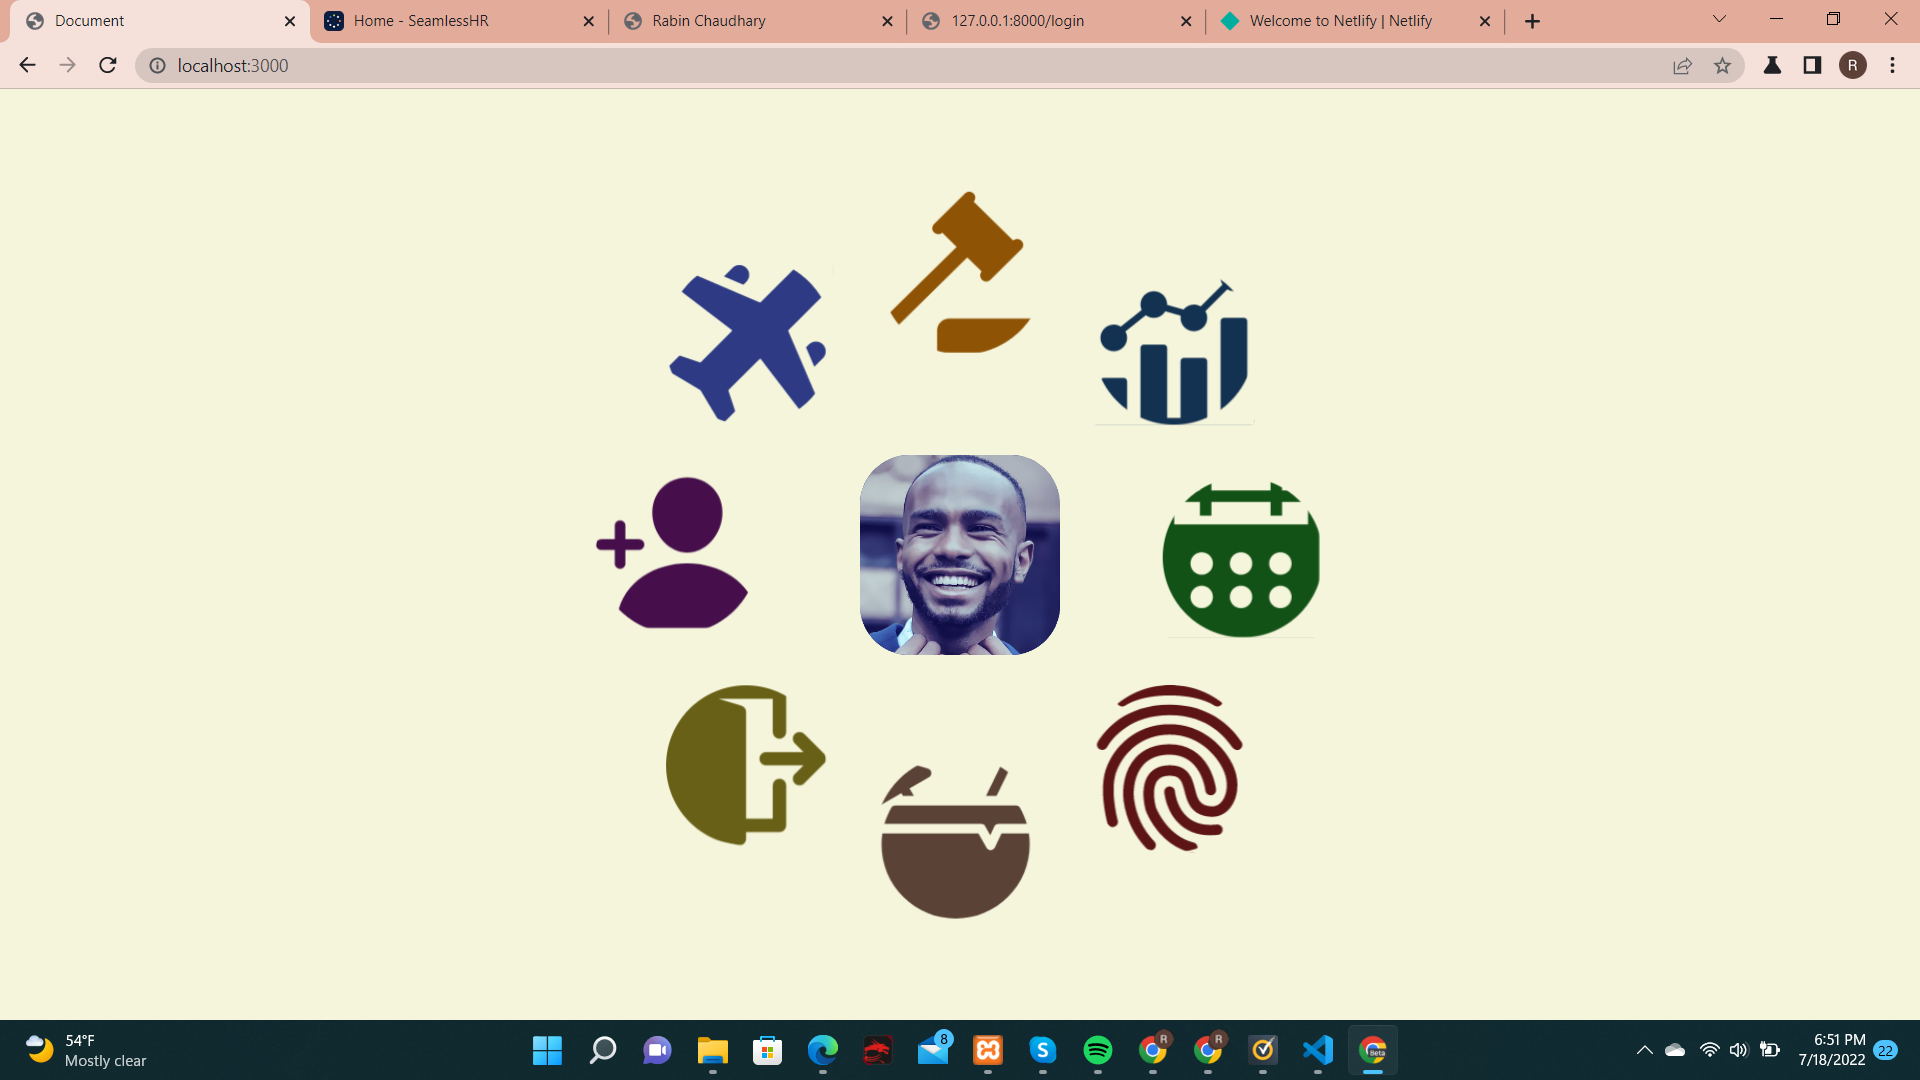 Document
Home - SeamlessHR
Rabin Chaudhary
127.0.0.1:8000/login
Welcome to Netlify | Netlify
localhost:3000
R
54°F
Mostly clear
8
S
R
R
Beta
6:51 PM
7/18/2022
22